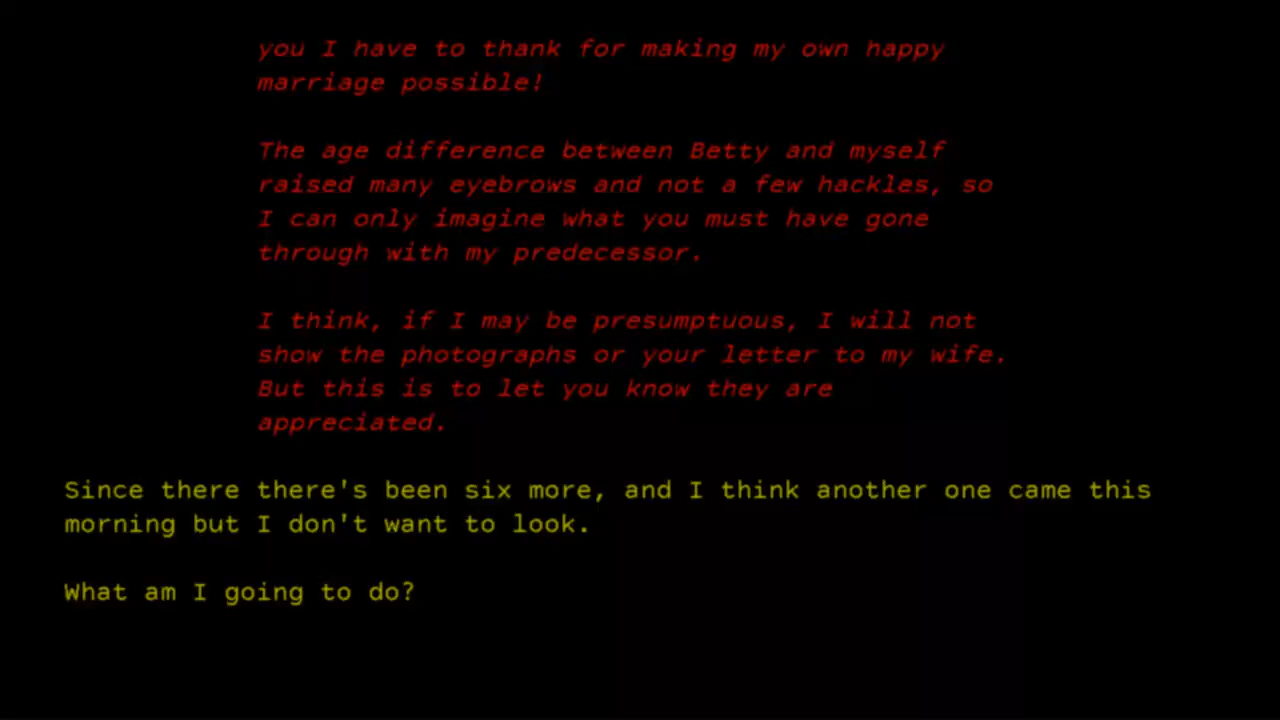 you I have to thank for making my own happy
marriage possible!
The age difference between Betty and myself
raised many eyebrows and not a few hackles, so
I can only imagine what you must have gone
through with my predecessor.
I think, if I may be presumptuous, I will not
show the photographs or your letter to my wife.
But this is to let you know they are
appreciated.
Since there there's been six more, and I think another one came this
morning but I don't want to look.
What am I going to do?